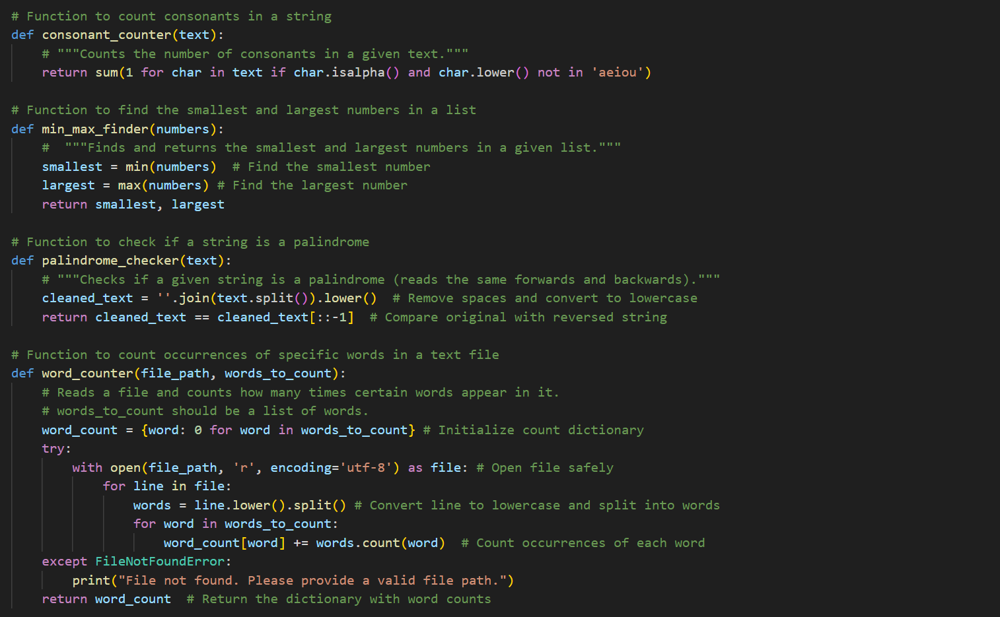 # Function to count consonants in a string
def consonant_counter(text):
    # """Counts the number of consonants in a given text."""
    return sum(1 for char in text if char.isalpha() and char.lower() not in 'aeiou')

# Function to find the smallest and largest numbers in a list
def min_max_finder(numbers):
    #  """Finds and returns the smallest and largest numbers in a given list."""
    smallest = min(numbers)  # Find the smallest number
    largest = max(numbers) # Find the largest number
    return smallest, largest

# Function to check if a string is a palindrome
def palindrome_checker(text):
    # """Checks if a given string is a palindrome (reads the same forwards and backwards)."""
    cleaned_text = ''.join(text.split()).lower()  # Remove spaces and convert to lowercase
    return cleaned_text == cleaned_text[::-1]  # Compare original with reversed string

# Function to count occurrences of specific words in a text file
def word_counter(file_path, words_to_count):
    # Reads a file and counts how many times certain words appear in it.
    # words_to_count should be a list of words.
    word_count = {word: 0 for word in words_to_count} # Initialize count dictionary
    try:
        with open(file_path, 'r', encoding='utf-8') as file: # Open file safely
            for line in file:
                words = line.lower().split() # Convert line to lowercase and split into words
                for word in words_to_count:
                    word_count[word] += words.count(word)  # Count occurrences of each word
    except FileNotFoundError:
        print("File not found. Please provide a valid file path.")
    return word_count  # Return the dictionary with word counts